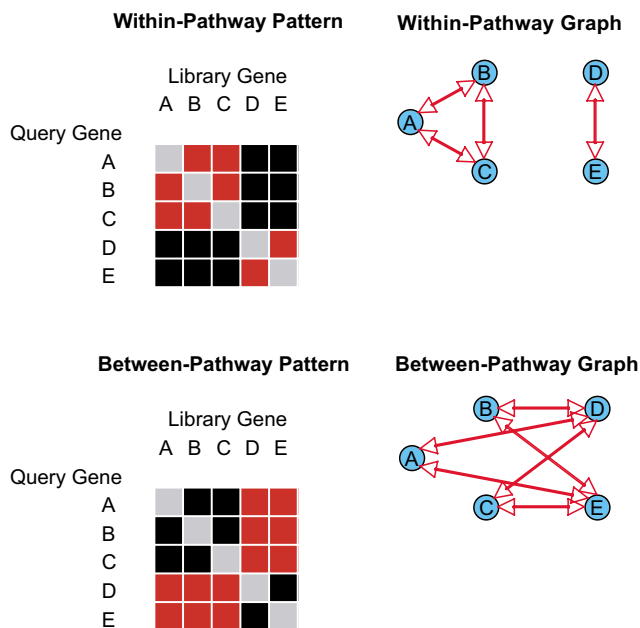 Within-Pathway Pattern
Within-Pathway Graph
Library Gene
A B C D E
Query Gene
A
B
C
D
E
B
D
A
C
E
Between-Pathway Pattern
Between-Pathway Graph
Library Gene
A B C D E
Query Gene
A
B
C
D
E
B
D
A
C
E